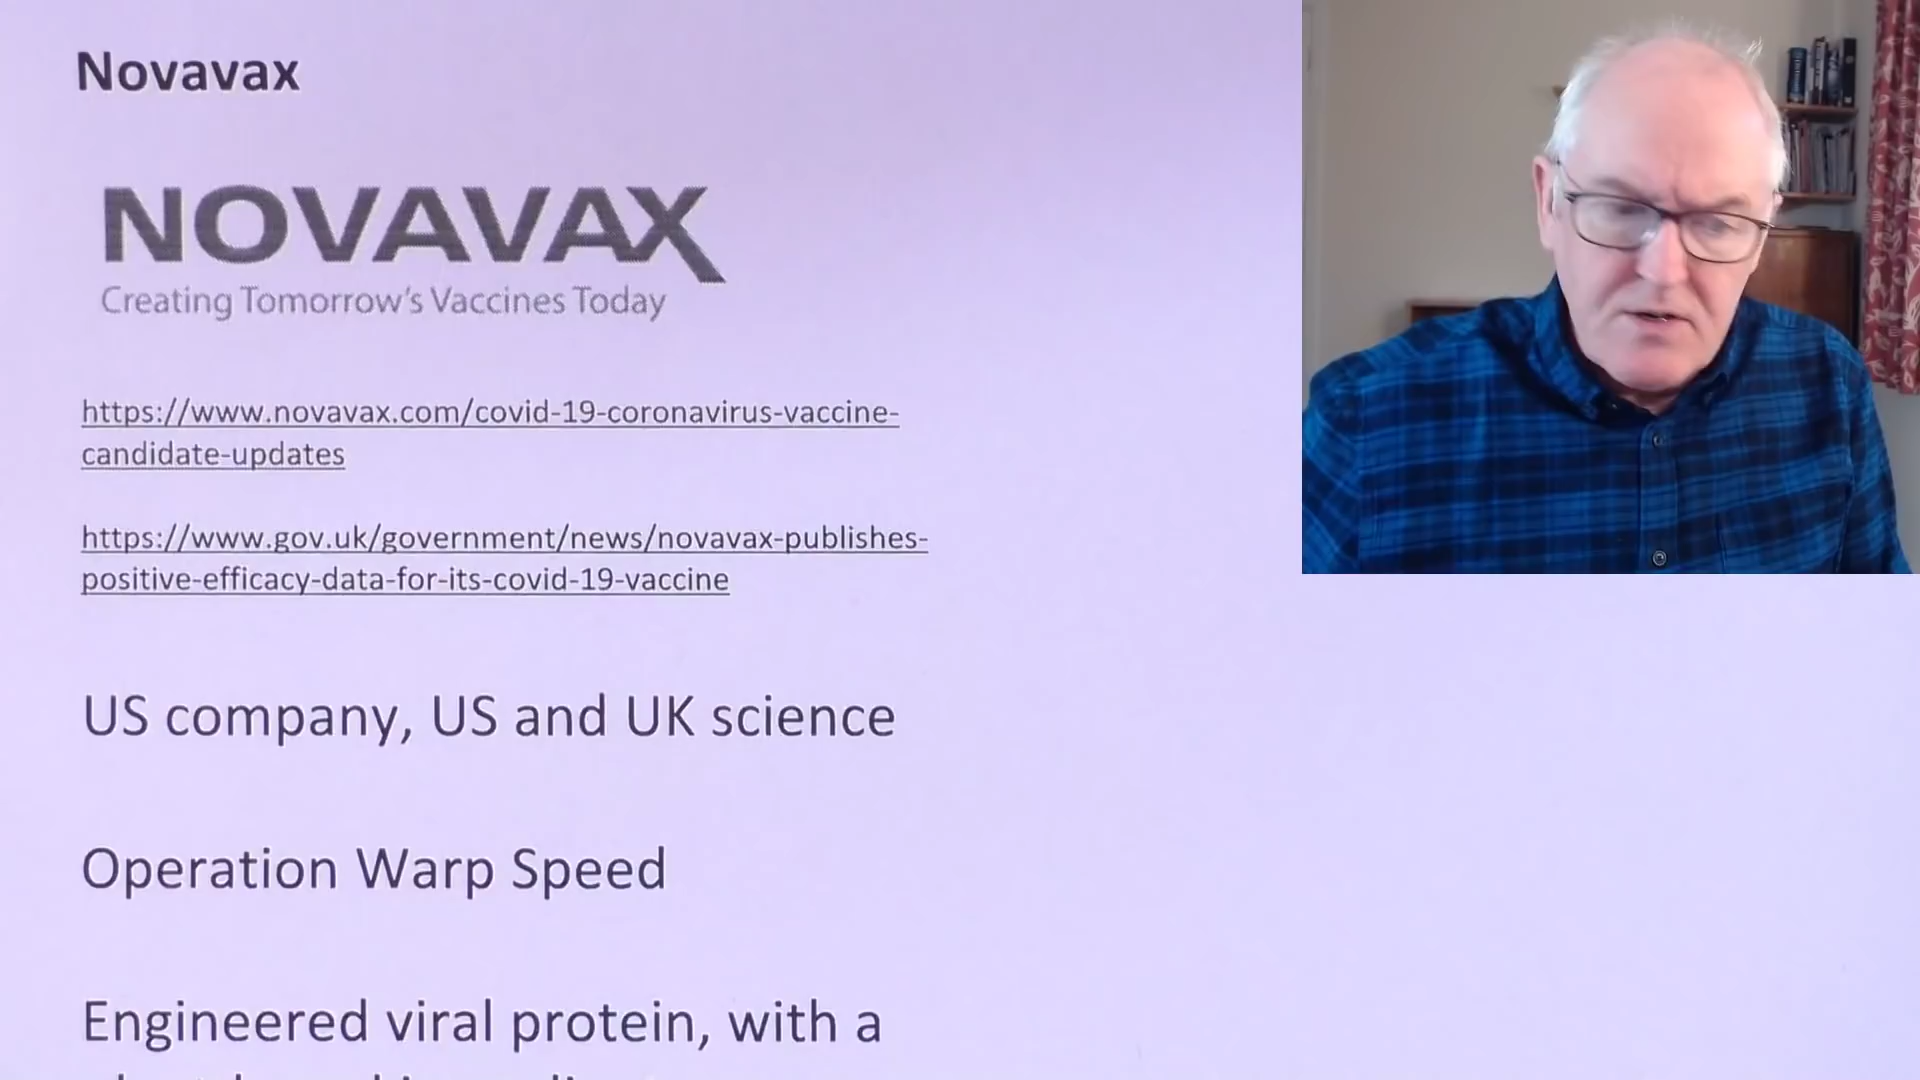 Novavax
NOVAVAX
Creating Tomorrow's Vaccines Today
https://www.novavax.com/covid-19-coronavirus-vaccine-
candidate-updates
https://www.gov.uk/government/news/novavax-publishes-
positive-efficacy-data-for-its-covid-19-vaccine
US company, US and UK science
Operation Warp Speed
Engineered viral protein, with a